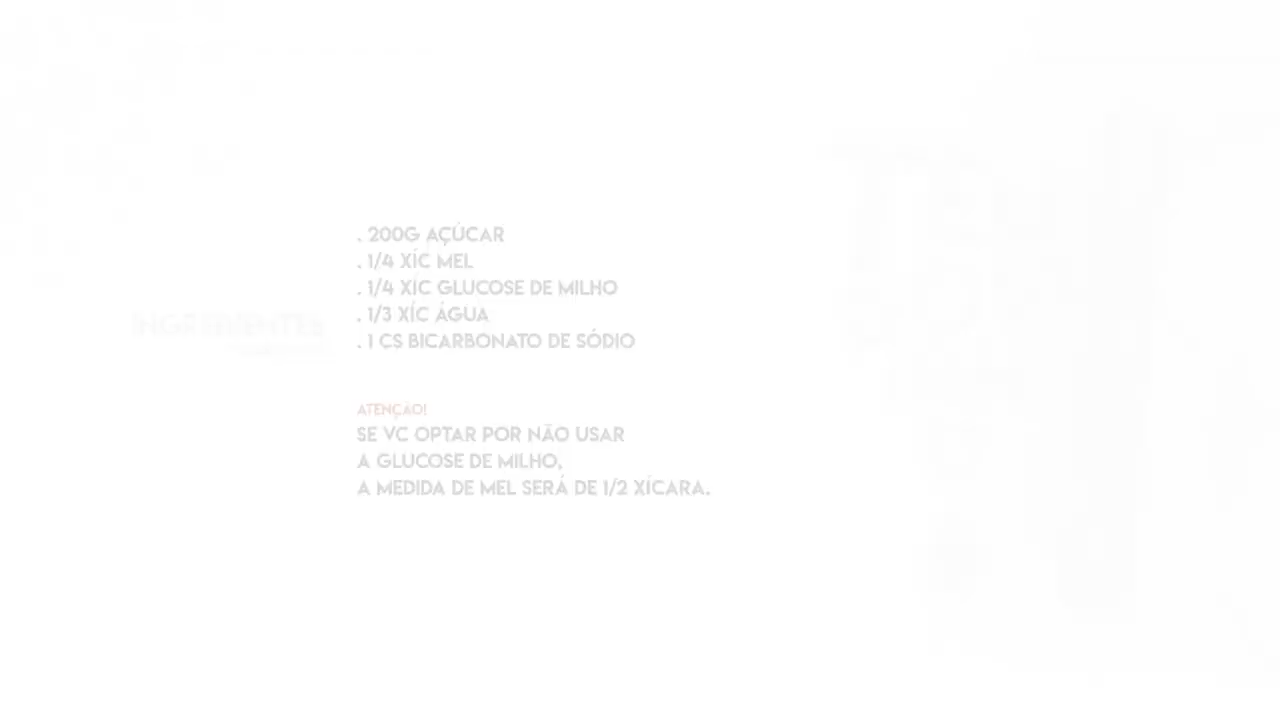 . 200G AÇÚCAR
. 1/4 XÍC MEL
. 1/4 XÍC GLUCOSE DE MILHO
. 1/3 XÍC ÁGUA
INGREDIENTES
. 1 CS BICARBONATO DE SÓDIO
ATENÇÃO!
SE VC OPTAR POR NÃO USAR
A GLUCOSE DE MILHO,
A MEDIDA DE MEL SERÁ DE 1/2 XÍCARA.